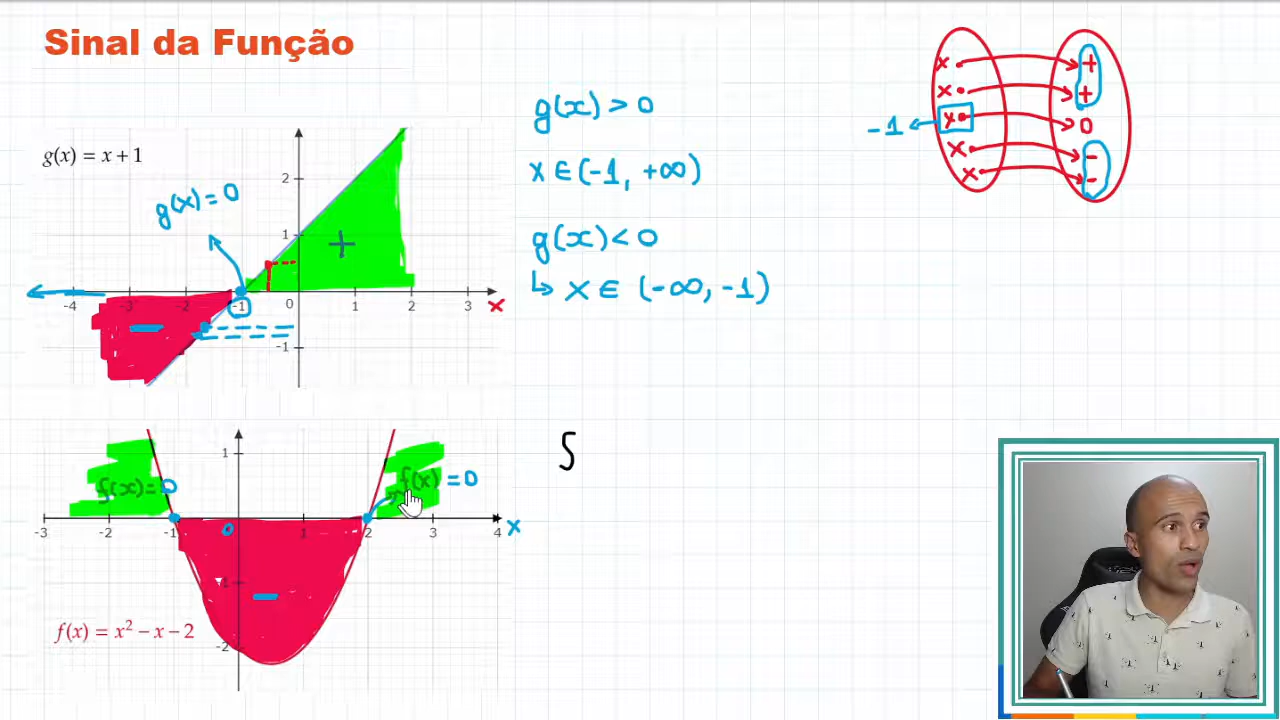 Sinal da Função
g(x) = x + 1
g(x) = 0
+
2
1
-4 -3 -2 -1 0 1 2 3 x
-1
g(x) > 0
x ∈ (-1, +∞)
g(x) < 0
↳ x ∈ (-∞, -1)
x +
x +
-1 x 0
x -
x -
1
f(x) = 0
f(x) = 0
-3 -2 -1 0 1 2 3 4 x
-1
-2
f(x) = x² − x − 2
S